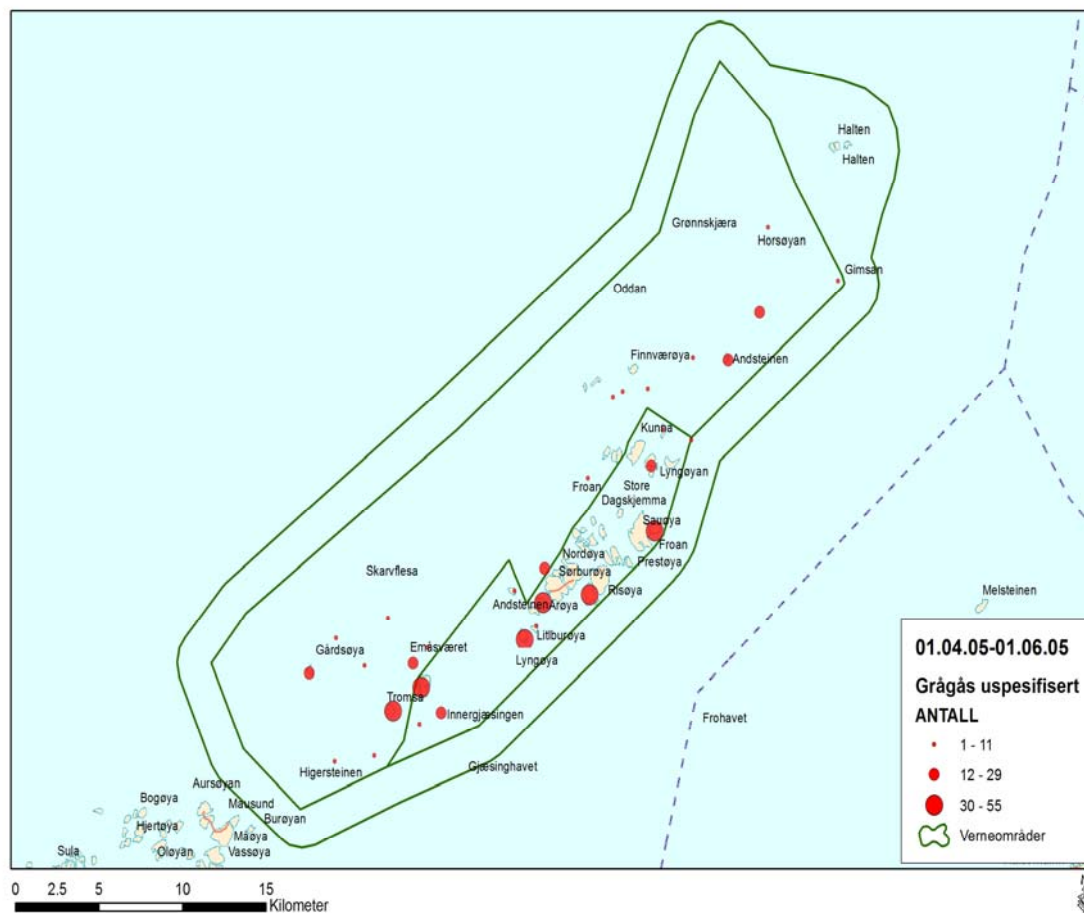 Halten
Halten
Grønnskjæra
Horsøyan
Gimsan
Oddan
Finnværøya
Andsteinen
Kunna
Lyngøyan
Froan
Store
Dagskjemma
Sauøya
Froan
Nordøya
Prestøya
Sørburøya
Skarvflesa
Risøya
Melsteinen
Andsteinen
Arøya
Litlburøya
Gårdsøya
Emåsværet
Lyngøya
Tromsa
Innergjæsingen
Frohavet
Higersteinen
Gjæsinghavet
Aursøyan
Bogøya
Mausund
Burøyan
Hjertøya
Måøya
Sula
Oløyan
Vassøya
01.04.05-01.06.05
Grågås uspesifisert
ANTALL
1 - 11
12 - 29
30 - 55
Verneområder
0 2.5 5 10 15
Kilometer